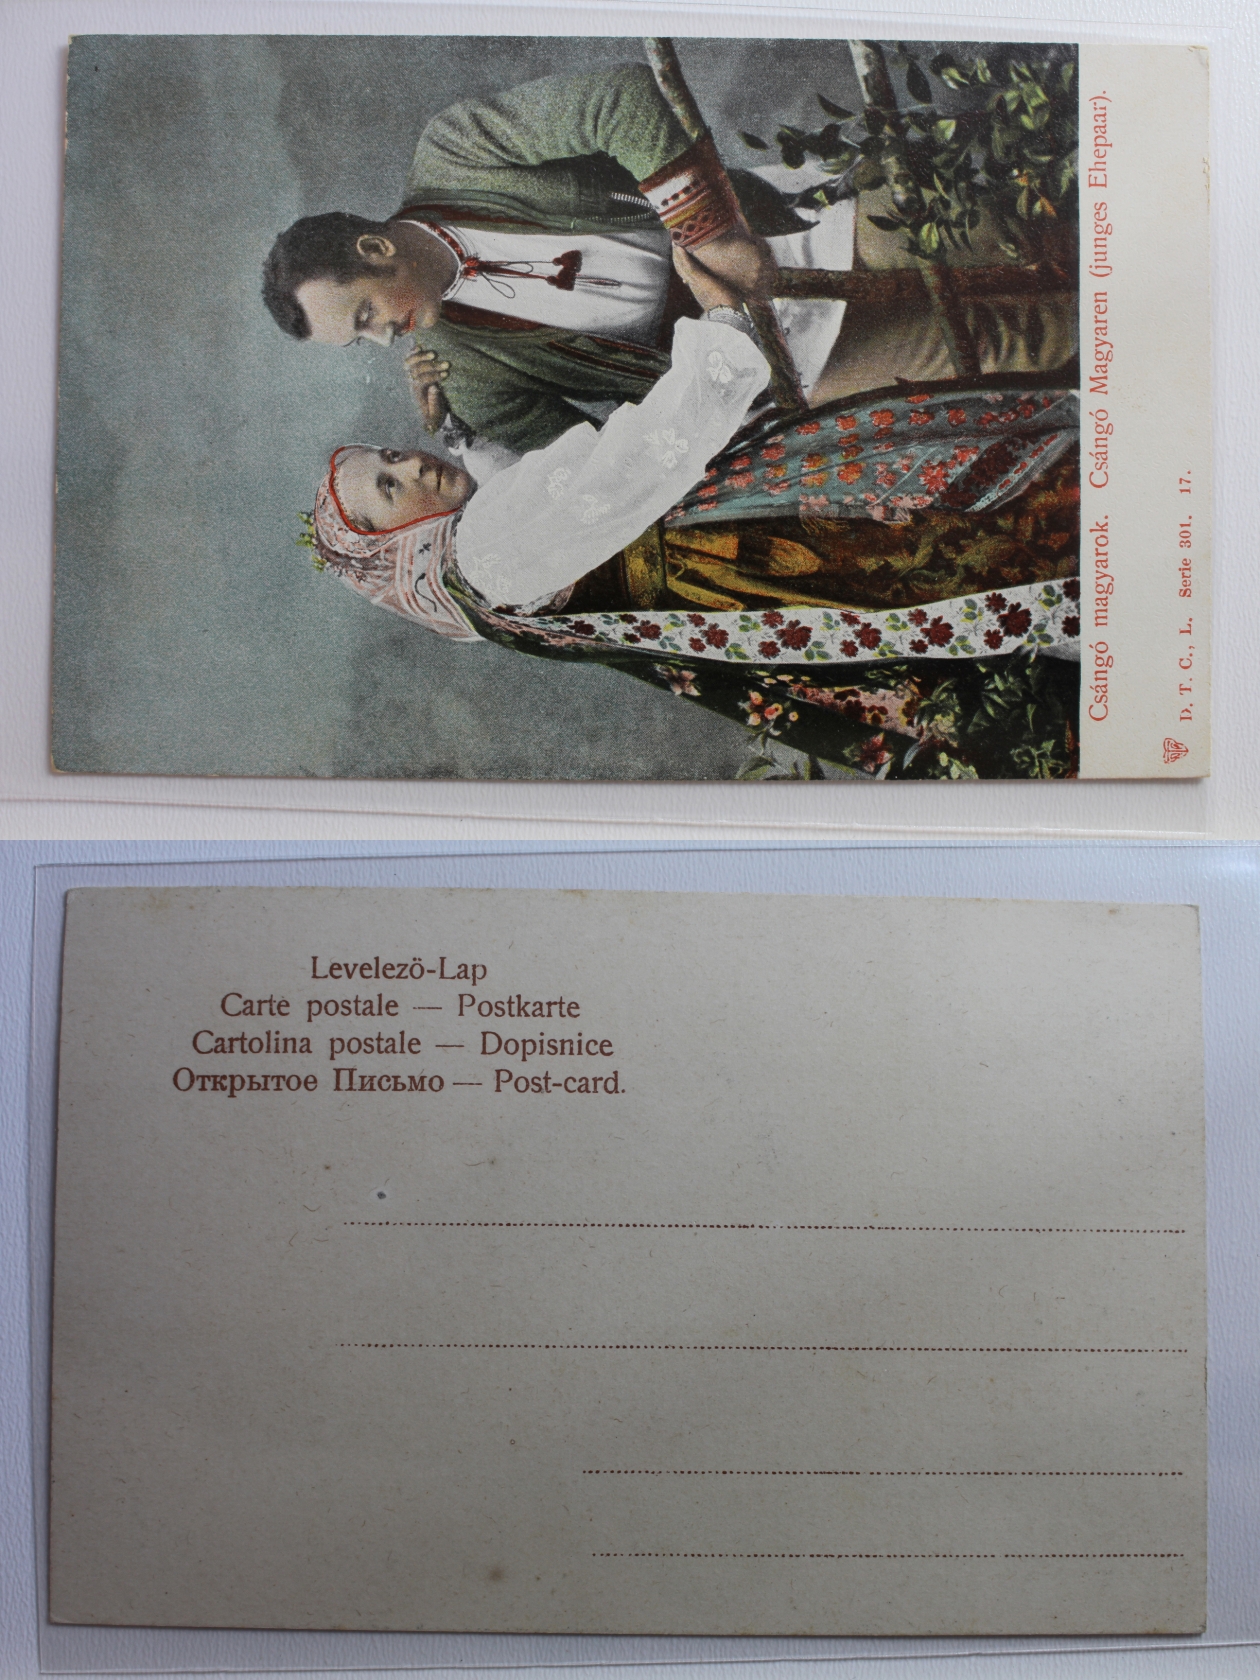 Csángó magyarok. Csángó Magyaren (junges Ehepaar).
D. T. C., L. Serie 301. 17.
Levelezö-Lap
Carte postale — Postkarte
Cartolina postale — Dopisnice
Открытое Письмо — Post-card.